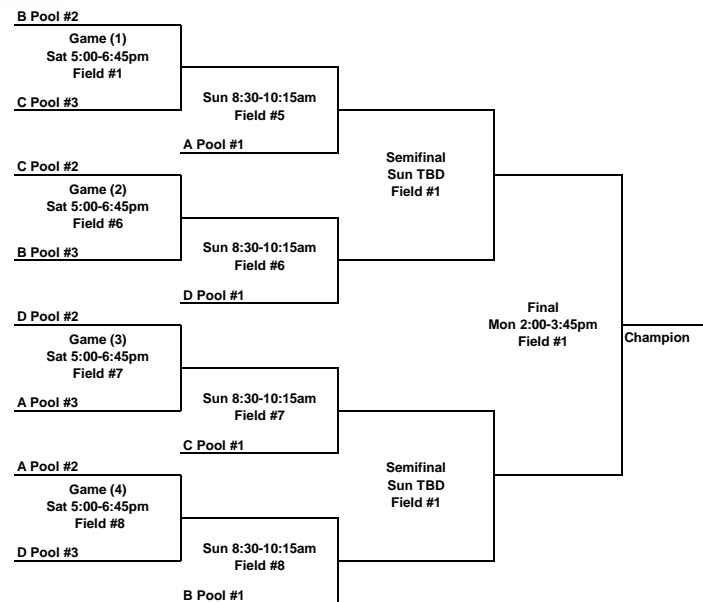 B Pool #2
Game (1)
Sat 5:00-6:45pm
Field #1
C Pool #3
Sun 8:30-10:15am
Field #5
A Pool #1
C Pool #2
Game (2)
Sat 5:00-6:45pm
Field #6
B Pool #3
Sun 8:30-10:15am
Field #6
D Pool #1
Semifinal
Sun TBD
Field #1
D Pool #2
Game (3)
Sat 5:00-6:45pm
Field #7
A Pool #3
Sun 8:30-10:15am
Field #7
C Pool #1
A Pool #2
Game (4)
Sat 5:00-6:45pm
Field #8
D Pool #3
Sun 8:30-10:15am
Field #8
B Pool #1
Semifinal
Sun TBD
Field #1
Final
Mon 2:00-3:45pm
Field #1
Champion